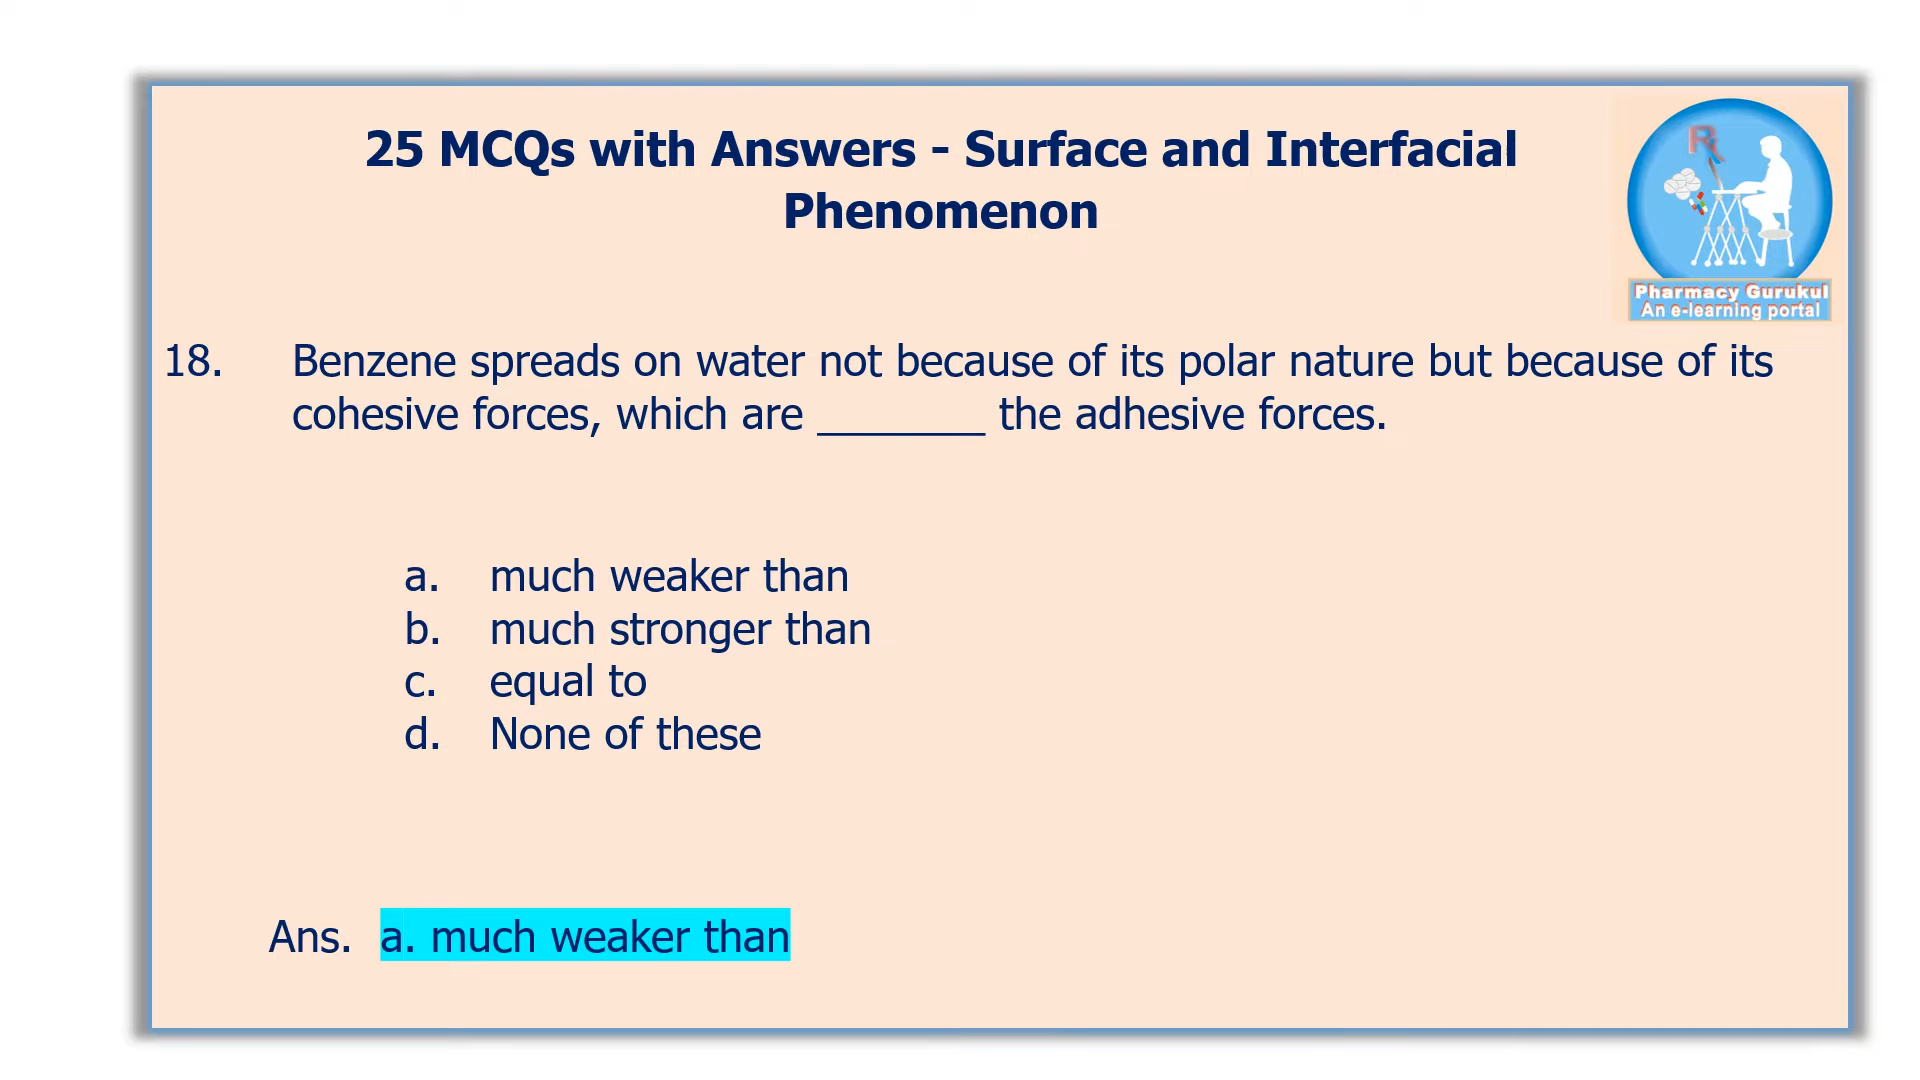 25 MCQs with Answers - Surface and Interfacial
Phenomenon
Rx
Pharmacy Gurukul
An e-learning portal
18. Benzene spreads on water not because of its polar nature but because of its
cohesive forces, which are _______ the adhesive forces.
a. much weaker than
b. much stronger than
c. equal to
d. None of these
Ans. a. much weaker than